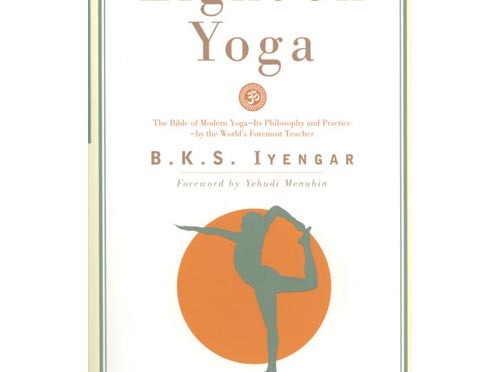 Yoga
ॐ
The Bible of Modern Yoga–Its Philosophy and Practice
–by the World's Foremost Teacher
B.K.S. IYENGAR
Foreword by Yehudi Menuhin